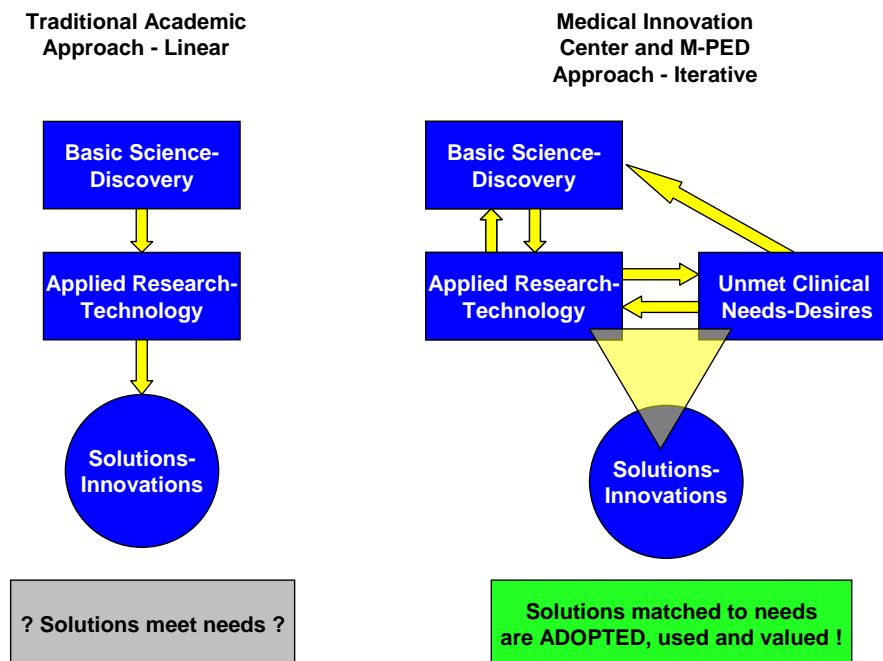 Traditional Academic
Approach - Linear
Basic Science-
Discovery
Applied Research-
Technology
Solutions-
Innovations
? Solutions meet needs ?
Medical Innovation
Center and M-PED
Approach - Iterative
Basic Science-
Discovery
Applied Research-
Technology
Unmet Clinical
Needs-Desires
Solutions-
Innovations
Solutions matched to needs
are ADOPTED, used and valued !